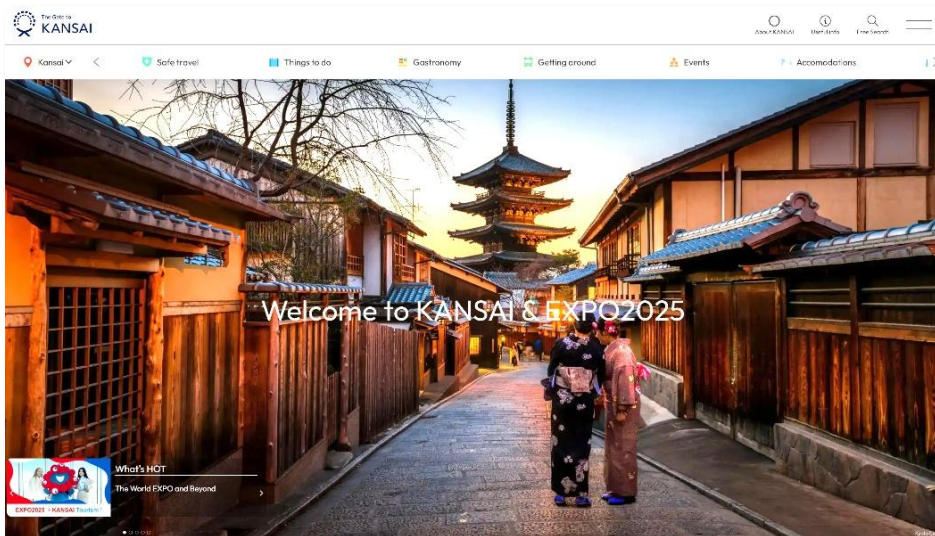 The Gate to
KANSAI
About KANSAI
Useful info
Free Search
Kansai
Safe travel
Things to do
Gastronomy
Getting around
Events
Accomodations
Welcome to KANSAI & EXPO2025
What's HOT
The World EXPO and Beyond
EXPO2025 × KANSAI Tourism!